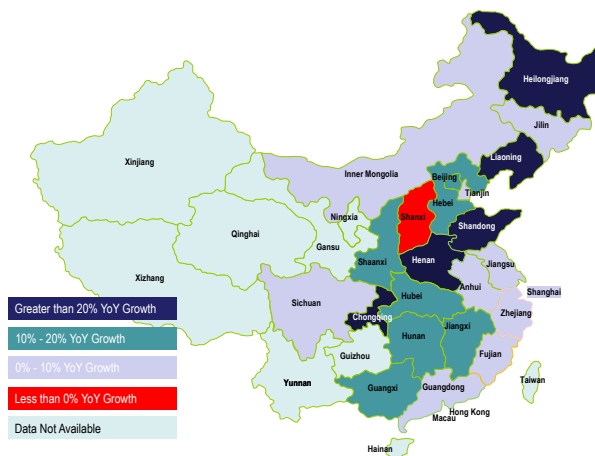 Heilongjiang
Jilin
Liaoning
Xinjiang
Inner Mongolia
Beijing
Tianjin
Ningxia
Shanxi
Hebei
Shandong
Qinghai
Gansu
Shaanxi
Henan
Jiangsu
Xizhang
Anhui
Shanghai
Sichuan
Hubei
Zhejiang
Chongqing
Hunan
Jiangxi
Guizhou
Fujian
Yunnan
Guangxi
Guangdong
Taiwan
Hong Kong
Macau
Hainan
Greater than 20% YoY Growth
10% - 20% YoY Growth
0% - 10% YoY Growth
Less than 0% YoY Growth
Data Not Available